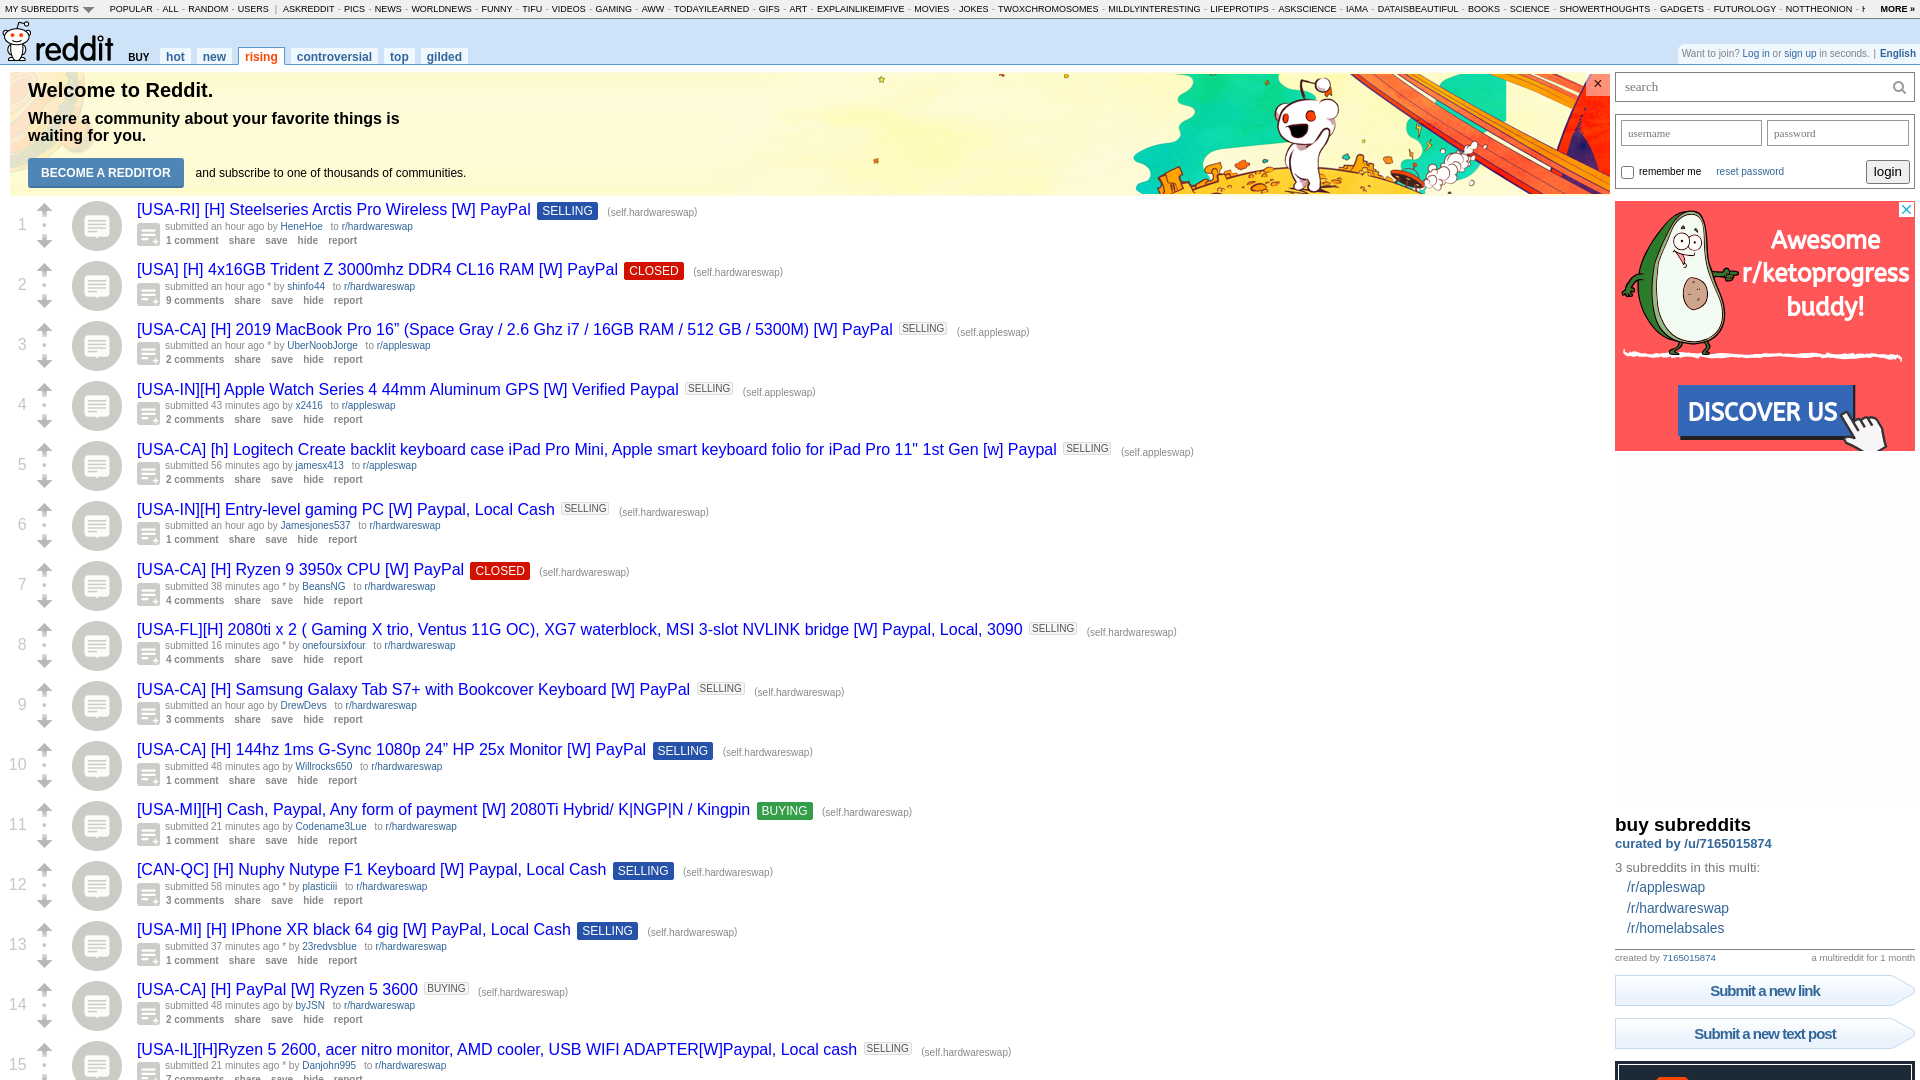 MY SUBREDDITS POPULAR - ALL - RANDOM - USERS | ASKREDDIT - PICS - NEWS - WORLDNEWS - FUNNY - TIFU - VIDEOS - GAMING - AWW - TODAYILEARNED - GIFS - ART - EXPLAINLIKEIMFIVE - MOVIES - JOKES - TWOXCHROMOSOMES - MILDLYINTERESTING - LIFEPROTIPS - ASKSCIENCE - IAMA - DATAISBEAUTIFUL - BOOKS - SCIENCE - SHOWERTHOUGHTS - GADGETS - FUTUROLOGY - NOTTHEONION - MORE »
reddit BUY hot new rising controversial top gilded
Want to join? Log in or sign up in seconds. | English
Welcome to Reddit.
Where a community about your favorite things is
waiting for you.
BECOME A REDDITOR and subscribe to one of thousands of communities.
×
1
[USA-RI] [H] Steelseries Arctis Pro Wireless [W] PayPal SELLING (self.hardwareswap)
submitted an hour ago by HeneHoe to r/hardwareswap
1 comment share save hide report
2
[USA] [H] 4x16GB Trident Z 3000mhz DDR4 CL16 RAM [W] PayPal CLOSED (self.hardwareswap)
submitted an hour ago * by shinfo44 to r/hardwareswap
9 comments share save hide report
3
[USA-CA] [H] 2019 MacBook Pro 16” (Space Gray / 2.6 Ghz i7 / 16GB RAM / 512 GB / 5300M) [W] PayPal SELLING (self.appleswap)
submitted an hour ago * by UberNoobJorge to r/appleswap
2 comments share save hide report
4
[USA-IN][H] Apple Watch Series 4 44mm Aluminum GPS [W] Verified Paypal SELLING (self.appleswap)
submitted 43 minutes ago by x2416 to r/appleswap
2 comments share save hide report
5
[USA-CA] [h] Logitech Create backlit keyboard case iPad Pro Mini, Apple smart keyboard folio for iPad Pro 11" 1st Gen [w] Paypal SELLING (self.appleswap)
submitted 56 minutes ago by jamesx413 to r/appleswap
2 comments share save hide report
6
[USA-IN][H] Entry-level gaming PC [W] Paypal, Local Cash SELLING (self.hardwareswap)
submitted an hour ago by Jamesjones537 to r/hardwareswap
1 comment share save hide report
7
[USA-CA] [H] Ryzen 9 3950x CPU [W] PayPal CLOSED (self.hardwareswap)
submitted 38 minutes ago * by BeansNG to r/hardwareswap
4 comments share save hide report
8
[USA-FL][H] 2080ti x 2 ( Gaming X trio, Ventus 11G OC), XG7 waterblock, MSI 3-slot NVLINK bridge [W] Paypal, Local, 3090 SELLING (self.hardwareswap)
submitted 16 minutes ago * by onefoursixfour to r/hardwareswap
4 comments share save hide report
9
[USA-CA] [H] Samsung Galaxy Tab S7+ with Bookcover Keyboard [W] PayPal SELLING (self.hardwareswap)
submitted an hour ago by DrewDevs to r/hardwareswap
3 comments share save hide report
10
[USA-CA] [H] 144hz 1ms G-Sync 1080p 24” HP 25x Monitor [W] PayPal SELLING (self.hardwareswap)
submitted 48 minutes ago by Willrocks650 to r/hardwareswap
1 comment share save hide report
11
[USA-MI][H] Cash, Paypal, Any form of payment [W] 2080Ti Hybrid/ K|NGP|N / Kingpin BUYING (self.hardwareswap)
submitted 21 minutes ago by Codename3Lue to r/hardwareswap
1 comment share save hide report
12
[CAN-QC] [H] Nuphy Nutype F1 Keyboard [W] Paypal, Local Cash SELLING (self.hardwareswap)
submitted 58 minutes ago * by plasticiii to r/hardwareswap
3 comments share save hide report
13
[USA-MI] [H] IPhone XR black 64 gig [W] PayPal, Local Cash SELLING (self.hardwareswap)
submitted 37 minutes ago * by 23redvsblue to r/hardwareswap
1 comment share save hide report
14
[USA-CA] [H] PayPal [W] Ryzen 5 3600 BUYING (self.hardwareswap)
submitted 48 minutes ago by byJSN to r/hardwareswap
2 comments share save hide report
15
[USA-IL][H]Ryzen 5 2600, acer nitro monitor, AMD cooler, USB WIFI ADAPTER[W]Paypal, Local cash SELLING (self.hardwareswap)
submitted 21 minutes ago by Danjohn995 to r/hardwareswap
7 comments share save hide report
search
username password
remember me reset password login
Awesome
r/ketoprogress
buddy!
DISCOVER US
buy subreddits
curated by /u/7165015874
3 subreddits in this multi:
/r/appleswap
/r/hardwareswap
/r/homelabsales
created by 7165015874 a multireddit for 1 month
Submit a new link
Submit a new text post